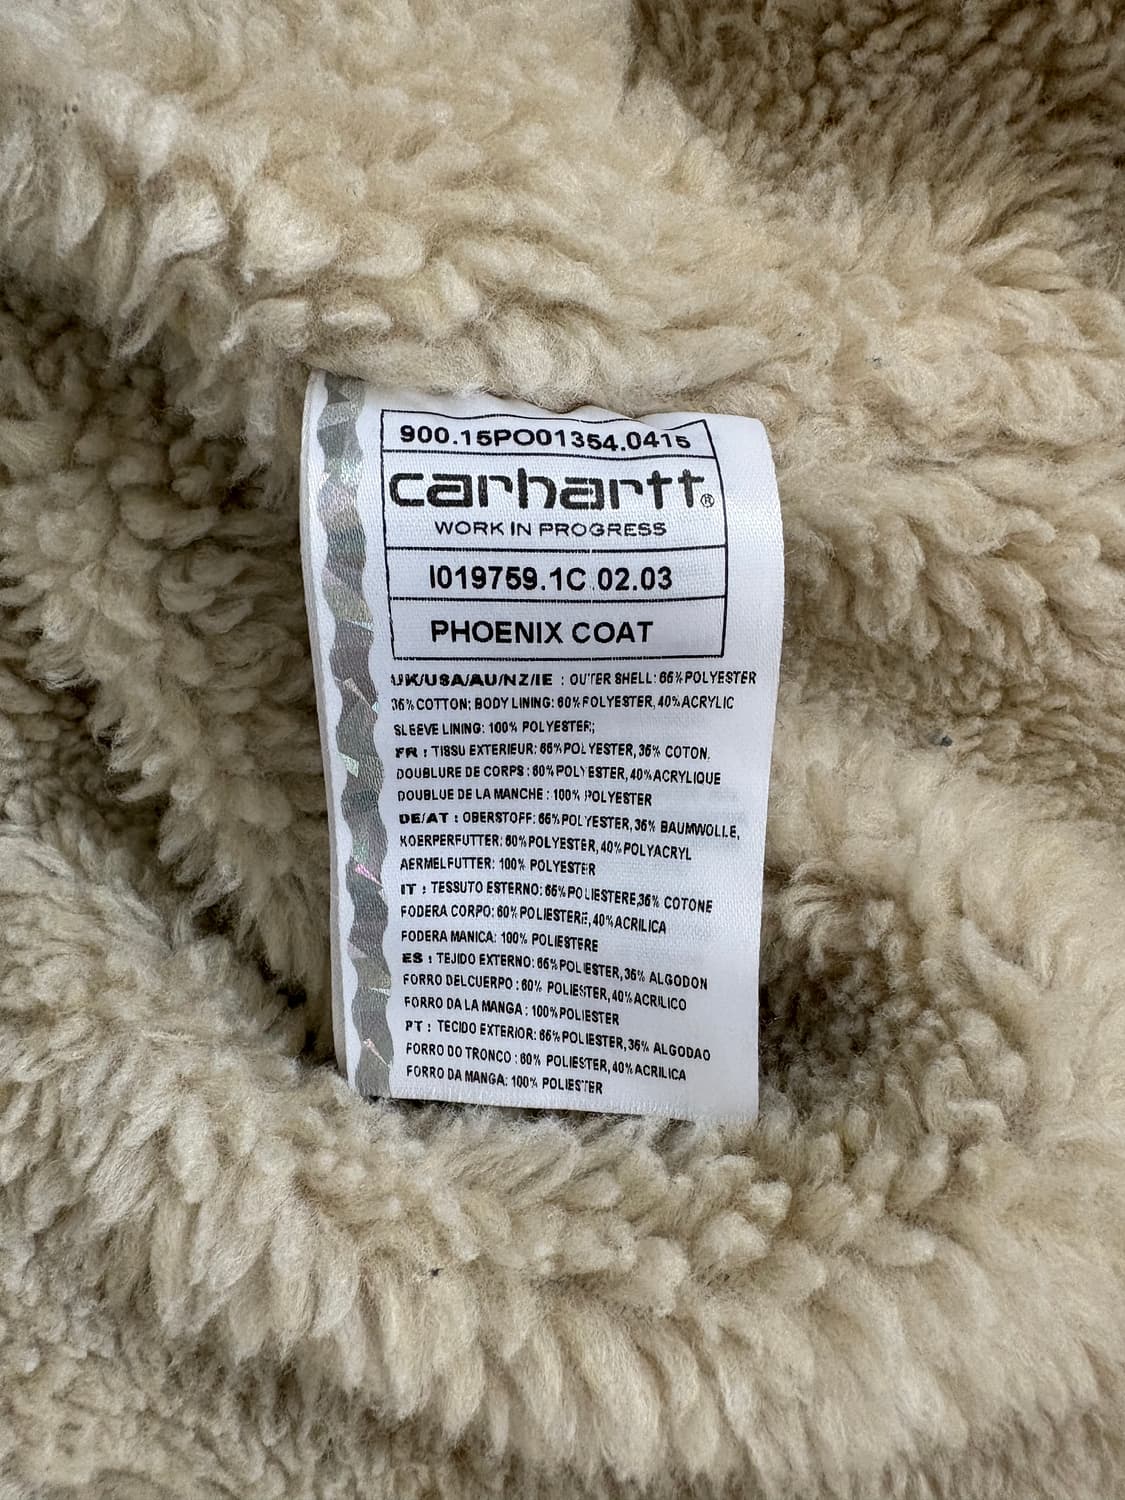 900.15PO01354.0415
carhartt®
WORK IN PROGRESS
I019759.1C.02.03
PHOENIX COAT
UK/USA/AU/NZ/IE : OUTER SHELL: 65% POLYESTER
35% COTTON; BODY LINING: 60% POLYESTER, 40% ACRYLIC
SLEEVE LINING: 100% POLYESTER;
FR : TISSU EXTERIEUR: 65% POLYESTER, 35% COTON.
DOUBLURE DE CORPS : 60% POLYESTER, 40% ACRYLIQUE
DOUBLUE DE LA MANCHE : 100% POLYESTER
DE/AT : OBERSTOFF: 65% POLYESTER, 35% BAUMWOLLE,
KOERPERFUTTER: 60% POLYESTER, 40% POLYACRYL
AERMELFUTTER: 100% POLYESTER
IT : TESSUTO ESTERNO: 65% POLIESTERE, 35% COTONE
FODERA CORPO: 60% POLIESTERE, 40% ACRILICA
FODERA MANICA: 100% POLIESTERE
ES : TEJIDO EXTERNO: 65% POLIESTER, 35% ALGODON
FORRO DELCUERPO : 60% POLIESTER, 40% ACRILICO
FORRO DA LA MANGA : 100% POLIESTER
PT : TECIDO EXTERIOR: 65% POLIESTER, 35% ALGODAO
FORRO DO TRONCO : 60% POLIESTER, 40% ACRILICA
FORRO DA MANGA: 100% POLIESTER